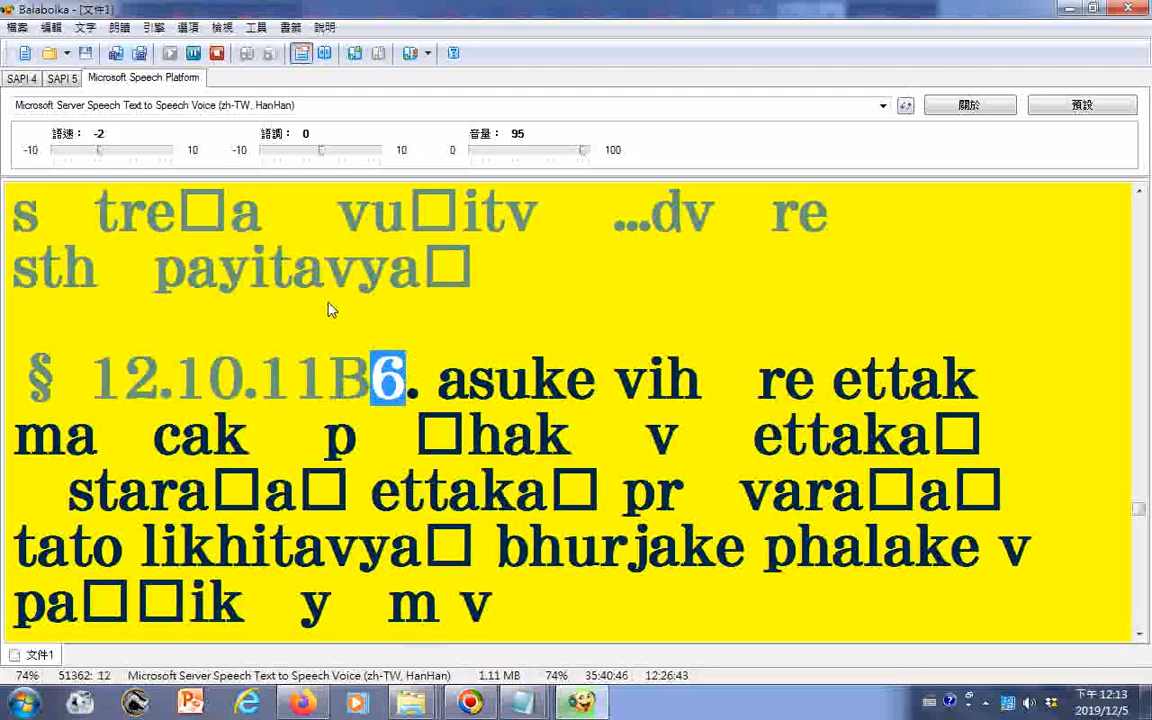 Balabolka - [文件1]
檔案 編輯 文字 朗讀 引擎 選項 檢視 工具 書籤 說明
SAPI 4 SAPI 5 Microsoft Speech Platform
Microsoft Server Speech Text to Speech Voice (zh-TW, HanHan) 關於 預設
語速： -2 語調： 0 音量： 95
-10 10 -10 10 0 100
s tre□a vu□itv ...dv re
sth payitavya□
§ 12.10.11B6. asuke vih re ettak
ma cak p □hak v ettaka□
stara□a□ ettaka□ pr vara□a□
tato likhitavya□ bhurjake phalake v
pa□□ik y m v
文件1
74% 51362: 12 Microsoft Server Speech Text to Speech Voice (zh-TW, HanHan) 1.11 MB 74% 35:40:46 12:26:43
下午 12:13
2019/12/5